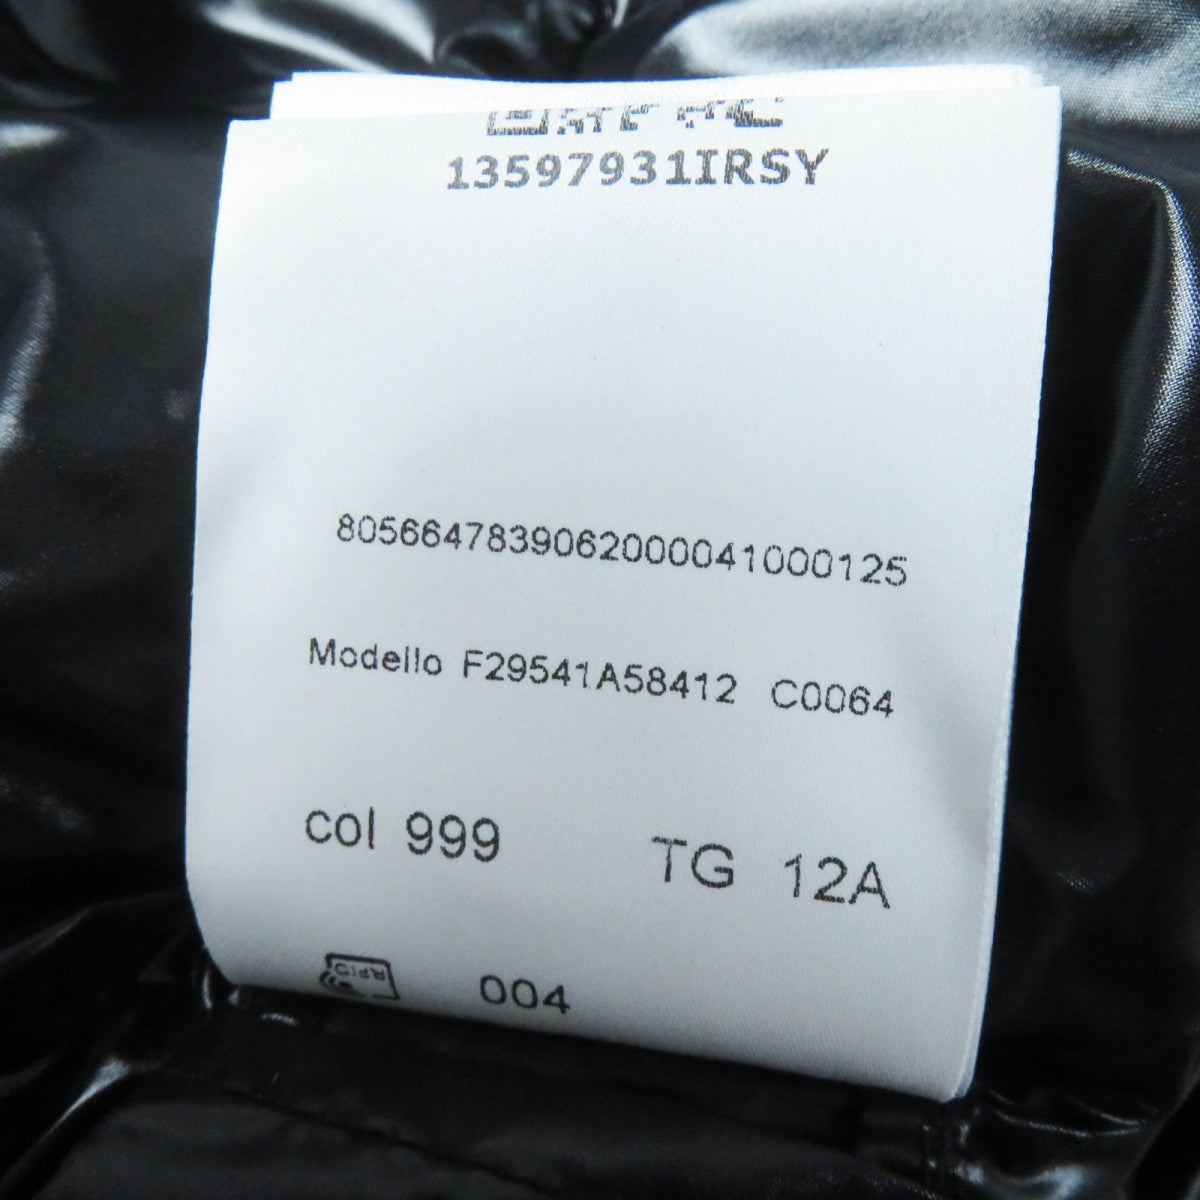 13597931IRSY
8056647839062000041000125
Modello F29541A58412 C0064
col 999 TG 12A
RFID 004